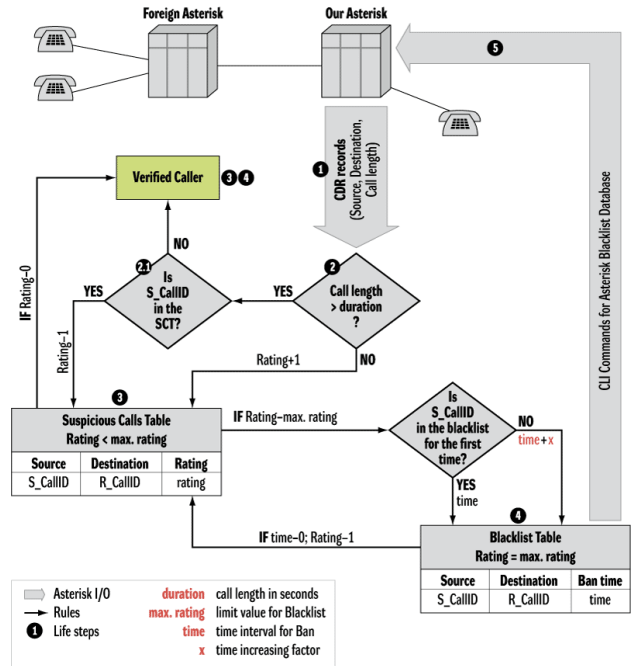 Foreign Asterisk
Our Asterisk
5
1
CDR records
(Source, Destination,
Call length)
Verified Caller
3 4
NO
2.1
Is
S_CallID
in the
SCT?
YES
2
Call length
> duration
?
YES
NO
IF Rating–0
Rating–1
Rating+1
CLI Commands for Asterisk Blacklist Database
3
Suspicious Calls Table
Rating < max. rating
Source Destination Rating
S_CallID R_CallID rating
IF Rating–max. rating
Is
S_CallID
in the blacklist
for the first
time?
NO
time+x
YES
time
4
IF time–0; Rating–1
Blacklist Table
Rating = max. rating
Source Destination Ban time
S_CallID R_CallID time
Asterisk I/O
Rules
1 Life steps
duration call length in seconds
max. rating limit value for Blacklist
time time interval for Ban
x time increasing factor